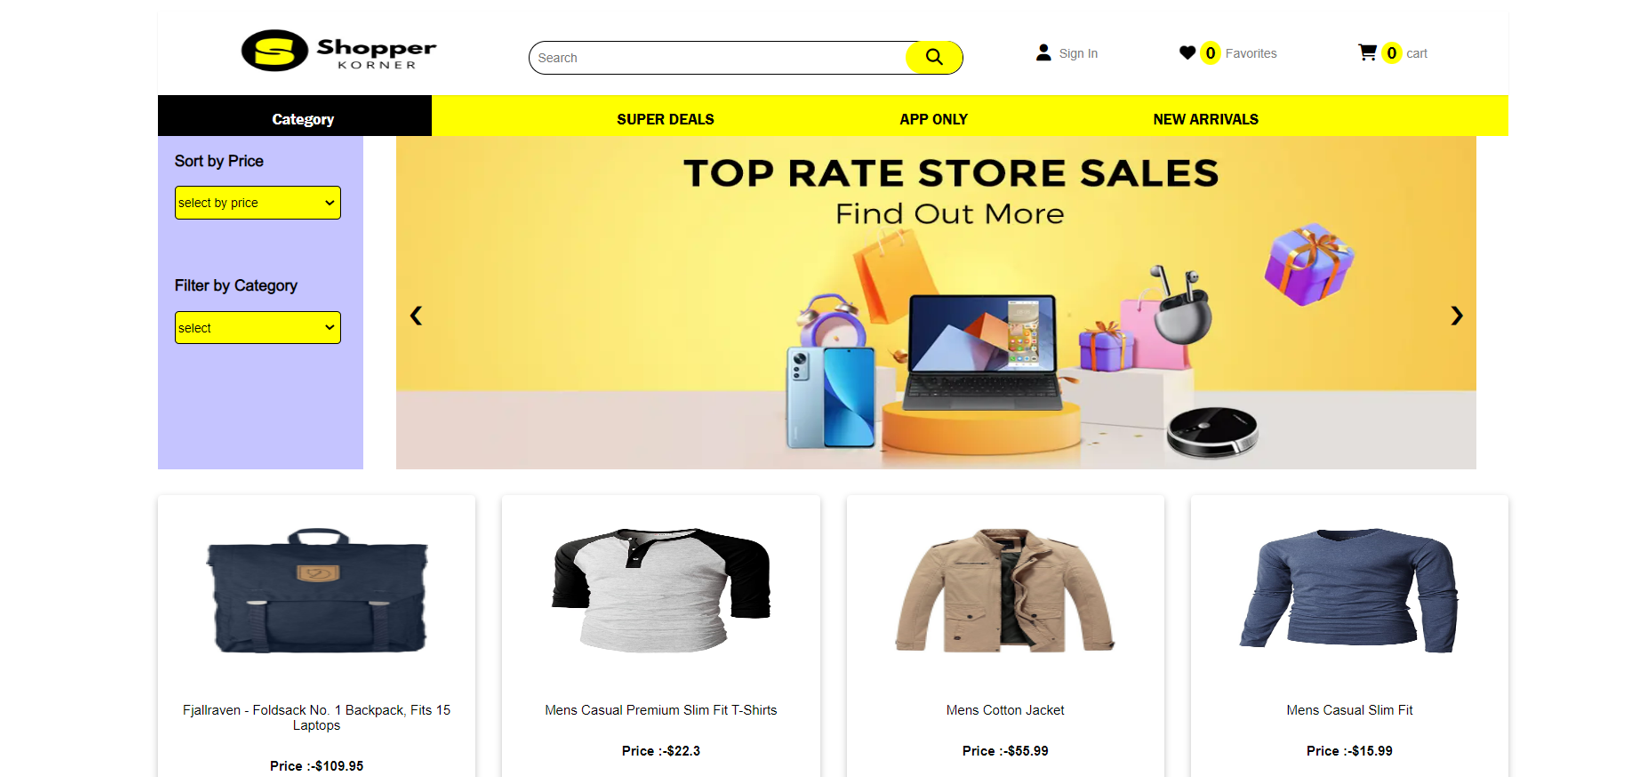 Shopper
KORNER
Search
Sign In
0 Favorites
0 cart
Category
SUPER DEALS
APP ONLY
NEW ARRIVALS
Sort by Price
select by price
Filter by Category
select
TOP RATE STORE SALES
Find Out More
Fjallraven - Foldsack No. 1 Backpack, Fits 15
Laptops
Price :-$109.95
Mens Casual Premium Slim Fit T-Shirts
Price :-$22.3
Mens Cotton Jacket
Price :-$55.99
Mens Casual Slim Fit
Price :-$15.99